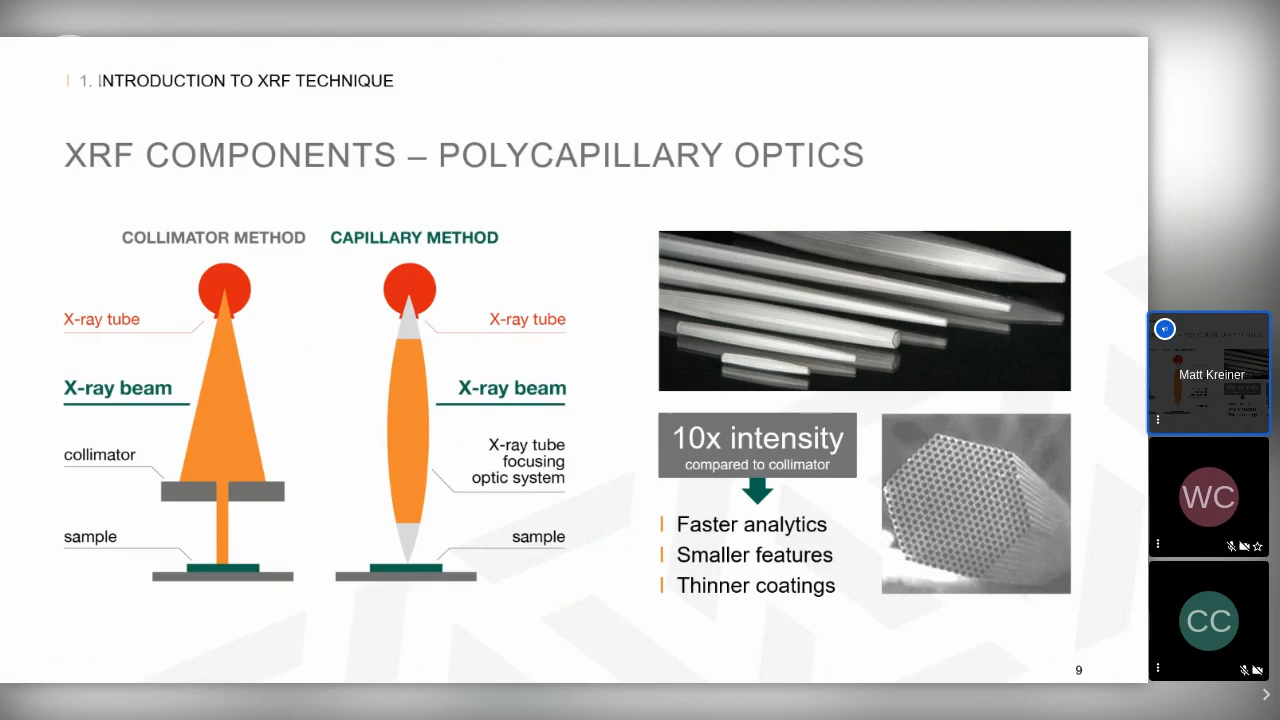 1. INTRODUCTION TO XRF TECHNIQUE
XRF COMPONENTS – POLYCAPILLARY OPTICS
COLLIMATOR METHOD
X-ray tube
X-ray beam
collimator
sample
CAPILLARY METHOD
X-ray tube
X-ray beam
X-ray tube
focusing
optic system
sample
10x intensity
compared to collimator
Faster analytics
Smaller features
Thinner coatings
9
Matt Kreiner
WC
CC